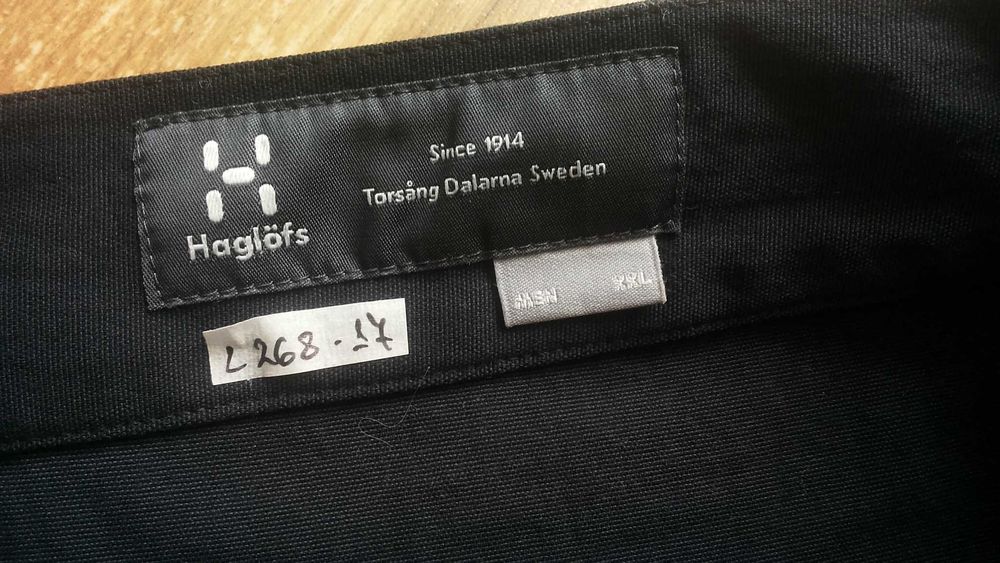 Haglöfs
Since 1914
Torsång Dalarna Sweden
MEN XXL
L268.17